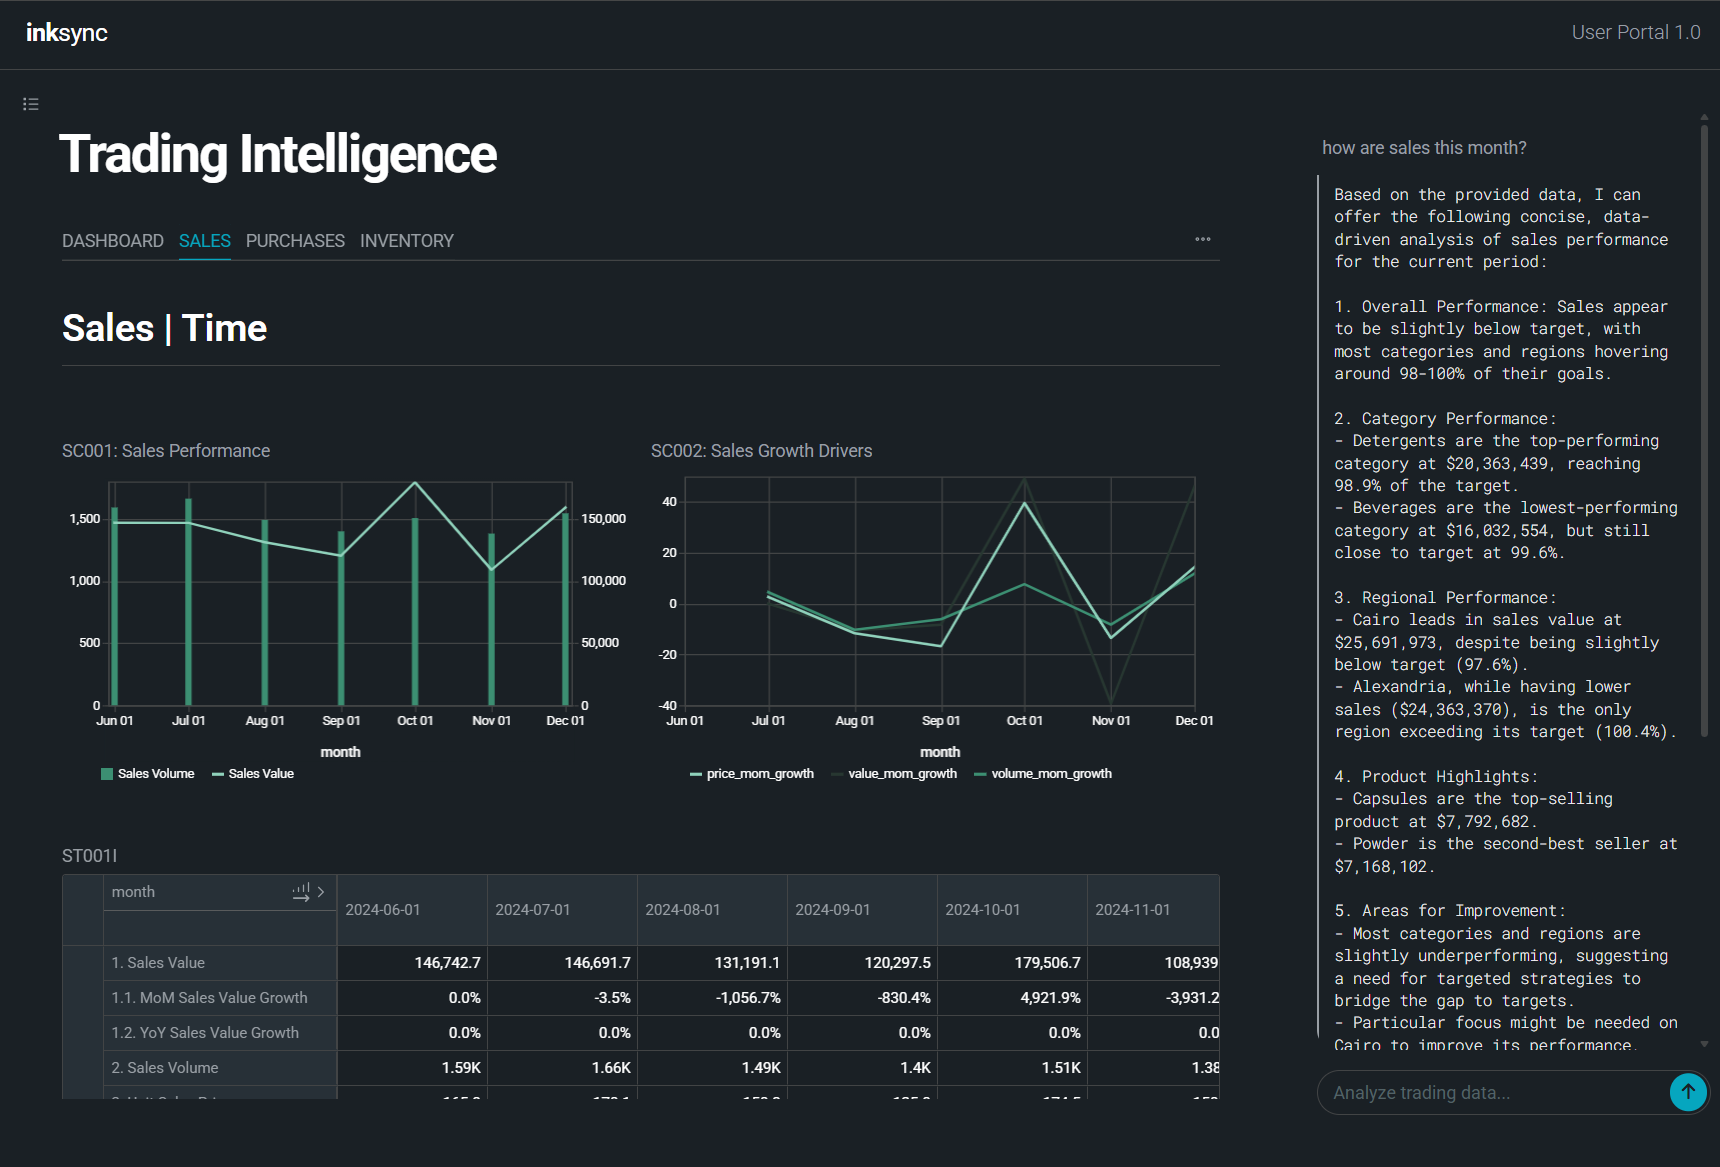 inksync
User Portal 1.0
Trading Intelligence
DASHBOARD SALES PURCHASES INVENTORY
Sales | Time
SC001: Sales Performance
1,500
1,000
500
0
150,000
100,000
50,000
0
Jun 01 Jul 01 Aug 01 Sep 01 Oct 01 Nov 01 Dec 01
month
Sales Volume Sales Value
SC002: Sales Growth Drivers
40
20
0
-20
-40
Jun 01 Jul 01 Aug 01 Sep 01 Oct 01 Nov 01 Dec 01
month
price_mom_growth value_mom_growth volume_mom_growth
ST001I
month 2024-06-01 2024-07-01 2024-08-01 2024-09-01 2024-10-01 2024-11-01
1. Sales Value 146,742.7 146,691.7 131,191.1 120,297.5 179,506.7 108,939
1.1. MoM Sales Value Growth 0.0% -3.5% -1,056.7% -830.4% 4,921.9% -3,931.2
1.2. YoY Sales Value Growth 0.0% 0.0% 0.0% 0.0% 0.0% 0.0
2. Sales Volume 1.59K 1.66K 1.49K 1.4K 1.51K 1.38
how are sales this month?
Based on the provided data, I can
offer the following concise, data-
driven analysis of sales performance
for the current period:
1. Overall Performance: Sales appear
to be slightly below target, with
most categories and regions hovering
around 98-100% of their goals.
2. Category Performance:
- Detergents are the top-performing
category at $20,363,439, reaching
98.9% of the target.
- Beverages are the lowest-performing
category at $16,032,554, but still
close to target at 99.6%.
3. Regional Performance:
- Cairo leads in sales value at
$25,691,973, despite being slightly
below target (97.6%).
- Alexandria, while having lower
sales ($24,363,370), is the only
region exceeding its target (100.4%).
4. Product Highlights:
- Capsules are the top-selling
product at $7,792,682.
- Powder is the second-best seller at
$7,168,102.
5. Areas for Improvement:
- Most categories and regions are
slightly underperforming, suggesting
a need for targeted strategies to
bridge the gap to targets.
- Particular focus might be needed on
Cairo to improve its performance.
Analyze trading data...